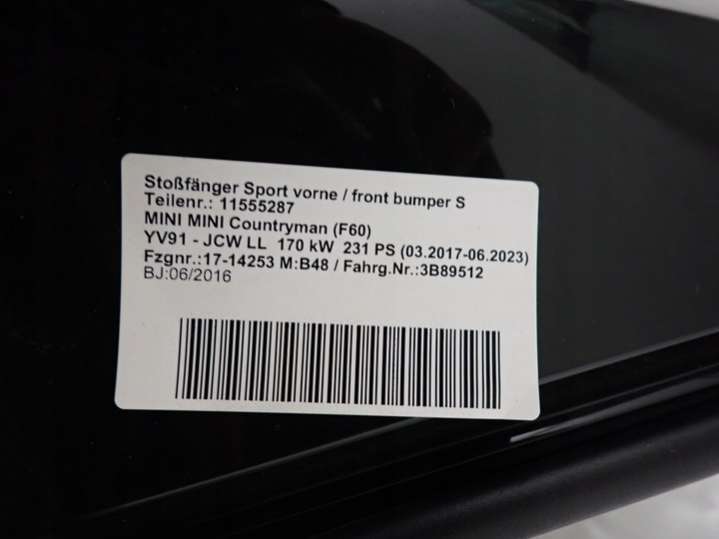 Stoßfänger Sport vorne / front bumper S
Teilenr.: 11555287
MINI MINI Countryman (F60)
YV91 - JCW LL 170 kW 231 PS (03.2017-06.2023)
Fzgnr.:17-14253 M:B48 / Fahrg.Nr.:3B89512
BJ:06/2016